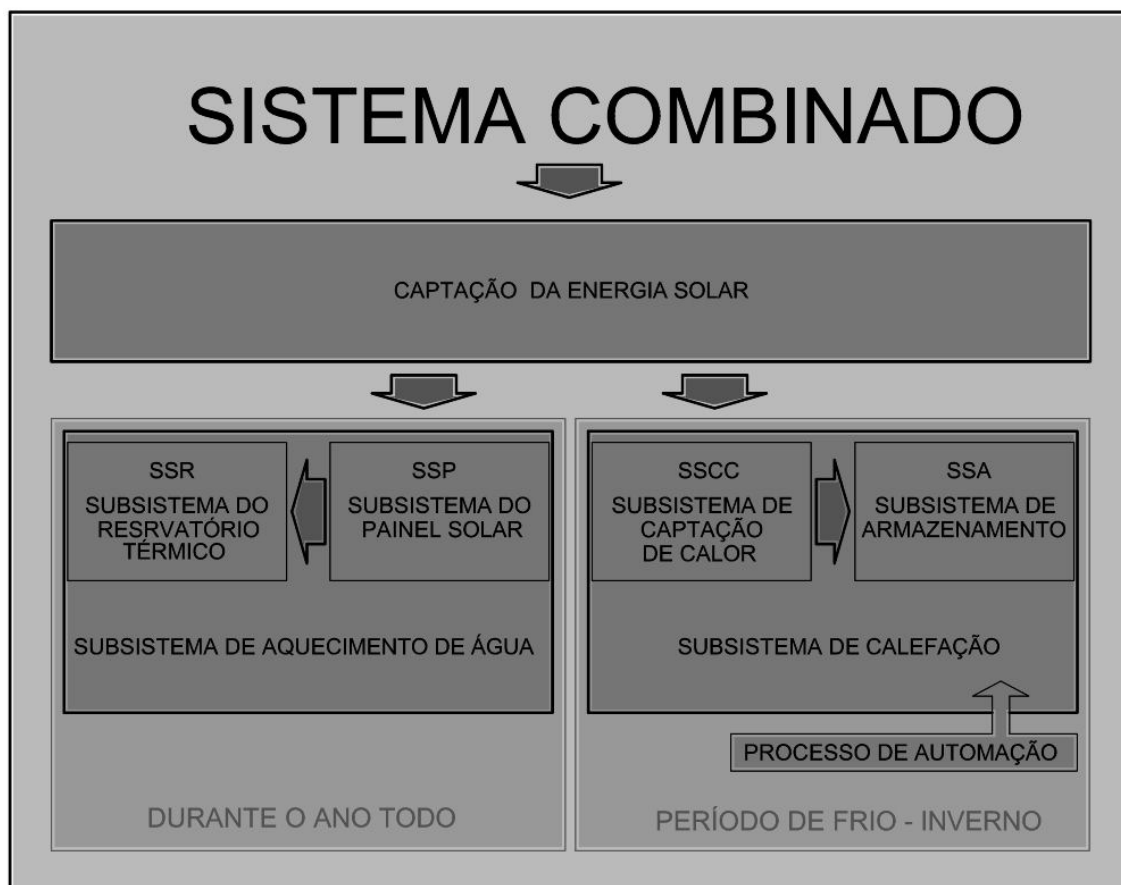 SISTEMA COMBINADO
CAPTAÇÃO DA ENERGIA SOLAR
SSR
SUBSISTEMA DO
RESRVATÓRIO
TÉRMICO
SSP
SUBSISTEMA DO
PAINEL SOLAR
SUBSISTEMA DE AQUECIMENTO DE ÁGUA
DURANTE O ANO TODO
SSCC
SUBSISTEMA DE
CAPTAÇÃO
DE CALOR
SSA
SUBSISTEMA DE
ARMAZENAMENTO
SUBSISTEMA DE CALEFAÇÃO
PROCESSO DE AUTOMAÇÃO
PERÍODO DE FRIO - INVERNO